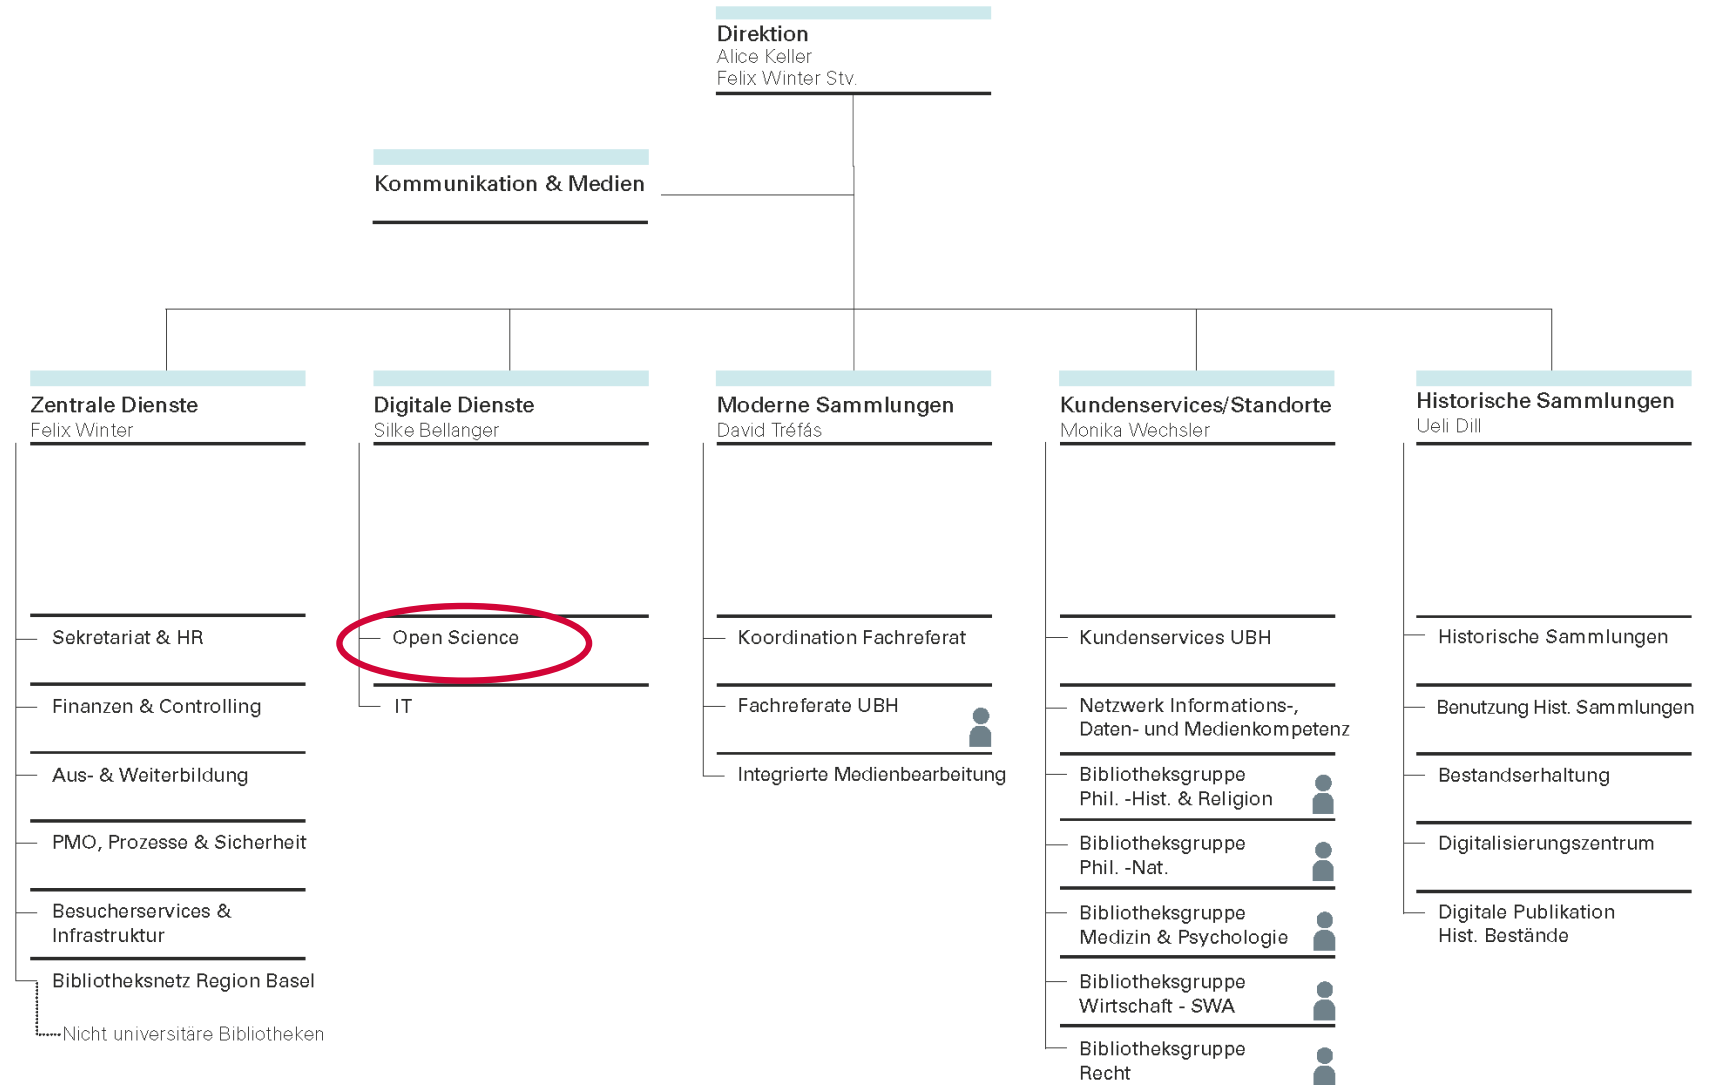 Direktion
Alice Keller
Felix Winter Stv.
Kommunikation & Medien
Zentrale Dienste
Felix Winter
Sekretariat & HR
Finanzen & Controlling
Aus- & Weiterbildung
PMO, Prozesse & Sicherheit
Besucherservices &
Infrastruktur
Bibliotheksnetz Region Basel
Nicht universitäre Bibliotheken
Digitale Dienste
Silke Bellanger
Open Science
IT
Moderne Sammlungen
David Tréfás
Koordination Fachreferat
Fachreferate UBH
Integrierte Medienbearbeitung
Kundenservices/Standorte
Monika Wechsler
Kundenservices UBH
Netzwerk Informations-,
Daten- und Medienkompetenz
Bibliotheksgruppe
Phil. -Hist. & Religion
Bibliotheksgruppe
Phil. -Nat.
Bibliotheksgruppe
Medizin & Psychologie
Bibliotheksgruppe
Wirtschaft - SWA
Bibliotheksgruppe
Recht
Historische Sammlungen
Ueli Dill
Historische Sammlungen
Benutzung Hist. Sammlungen
Bestandserhaltung
Digitalisierungszentrum
Digitale Publikation
Hist. Bestände